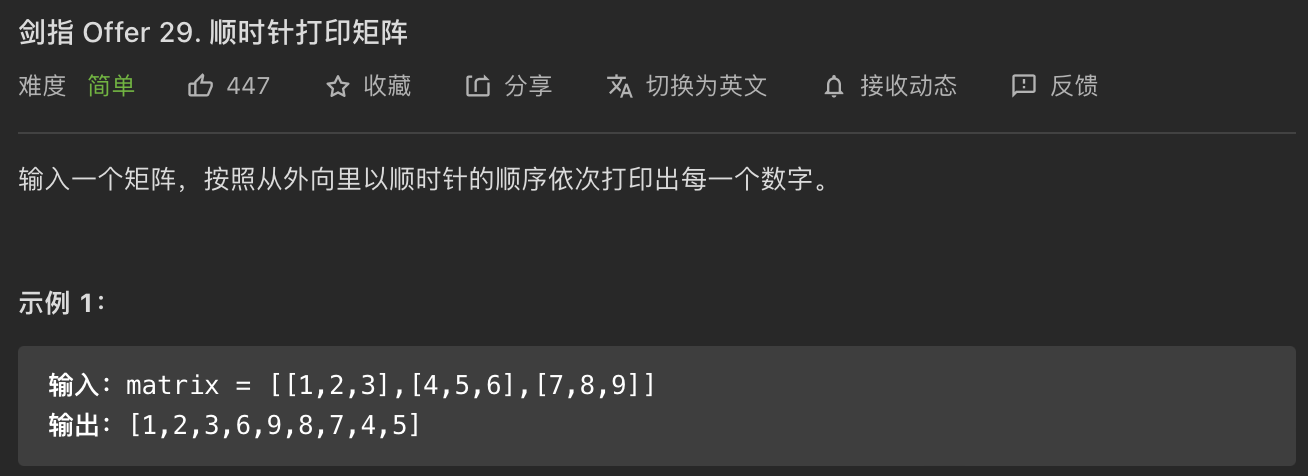 剑指 Offer 29. 顺时针打印矩阵
难度 简单 447 收藏 分享 切换为英文 接收动态 反馈
输入一个矩阵，按照从外向里以顺时针的顺序依次打印出每一个数字。
示例 1：
输入：matrix = [[1,2,3],[4,5,6],[7,8,9]]
输出：[1,2,3,6,9,8,7,4,5]